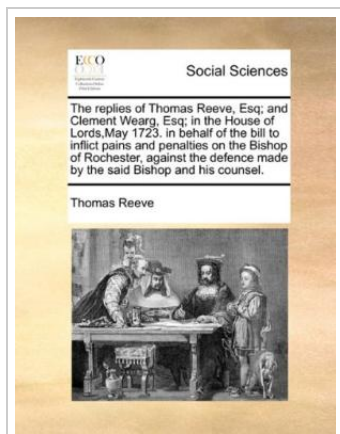 ECCO
Social Sciences
The replies of Thomas Reeve, Esq; and
Clement Wearg, Esq; in the House of
Lords,May 1723. in behalf of the bill to
inflict pains and penalties on the Bishop
of Rochester, against the defence made
by the said Bishop and his counsel.
Thomas Reeve